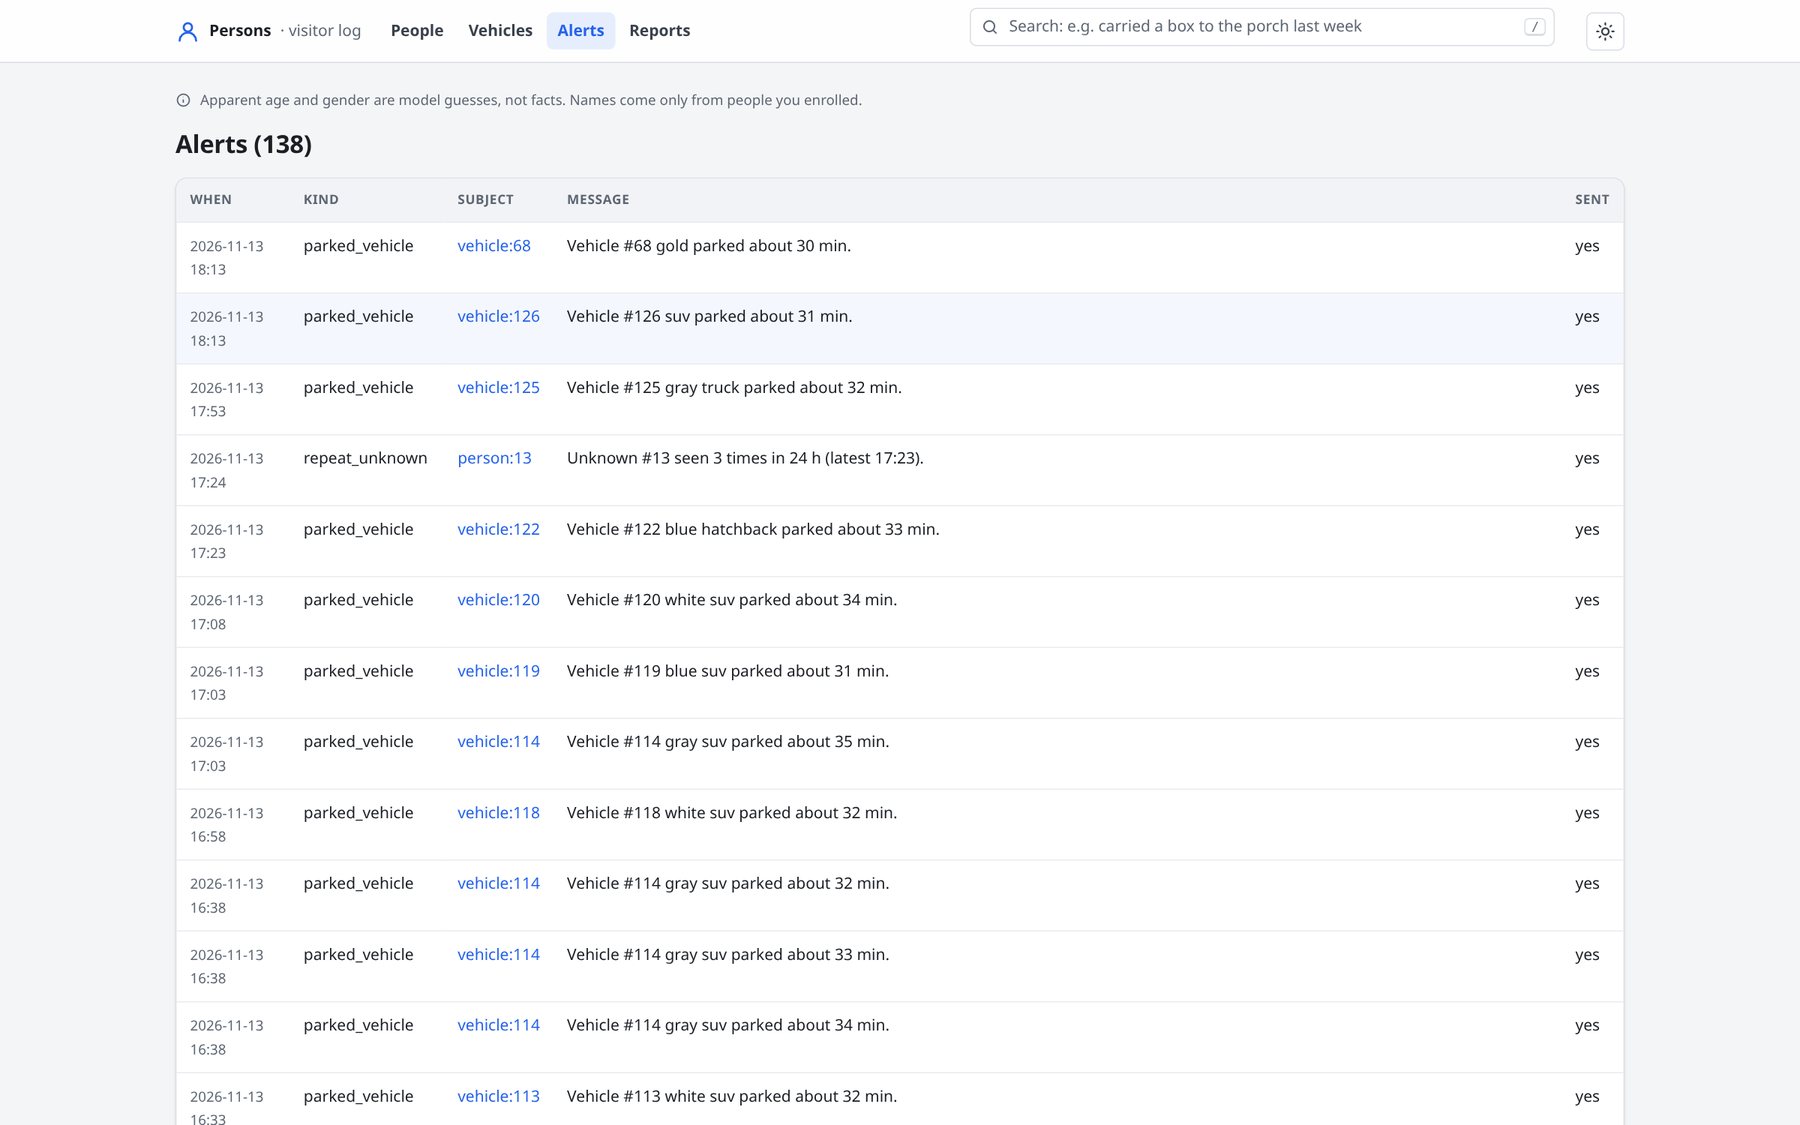 Persons · visitor log People Vehicles Alerts Reports Search: e.g. carried a box to the porch last week /
Apparent age and gender are model guesses, not facts. Names come only from people you enrolled.
Alerts (138)
WHEN KIND SUBJECT MESSAGE SENT
2026-11-13 parked_vehicle vehicle:68 Vehicle #68 gold parked about 30 min. yes
18:13
2026-11-13 parked_vehicle vehicle:126 Vehicle #126 suv parked about 31 min. yes
18:13
2026-11-13 parked_vehicle vehicle:125 Vehicle #125 gray truck parked about 32 min. yes
17:53
2026-11-13 repeat_unknown person:13 Unknown #13 seen 3 times in 24 h (latest 17:23). yes
17:24
2026-11-13 parked_vehicle vehicle:122 Vehicle #122 blue hatchback parked about 33 min. yes
17:23
2026-11-13 parked_vehicle vehicle:120 Vehicle #120 white suv parked about 34 min. yes
17:08
2026-11-13 parked_vehicle vehicle:119 Vehicle #119 blue suv parked about 31 min. yes
17:03
2026-11-13 parked_vehicle vehicle:114 Vehicle #114 gray suv parked about 35 min. yes
17:03
2026-11-13 parked_vehicle vehicle:118 Vehicle #118 white suv parked about 32 min. yes
16:58
2026-11-13 parked_vehicle vehicle:114 Vehicle #114 gray suv parked about 32 min. yes
16:38
2026-11-13 parked_vehicle vehicle:114 Vehicle #114 gray suv parked about 33 min. yes
16:38
2026-11-13 parked_vehicle vehicle:114 Vehicle #114 gray suv parked about 34 min. yes
16:38
2026-11-13 parked_vehicle vehicle:113 Vehicle #113 white suv parked about 32 min. yes
16:33